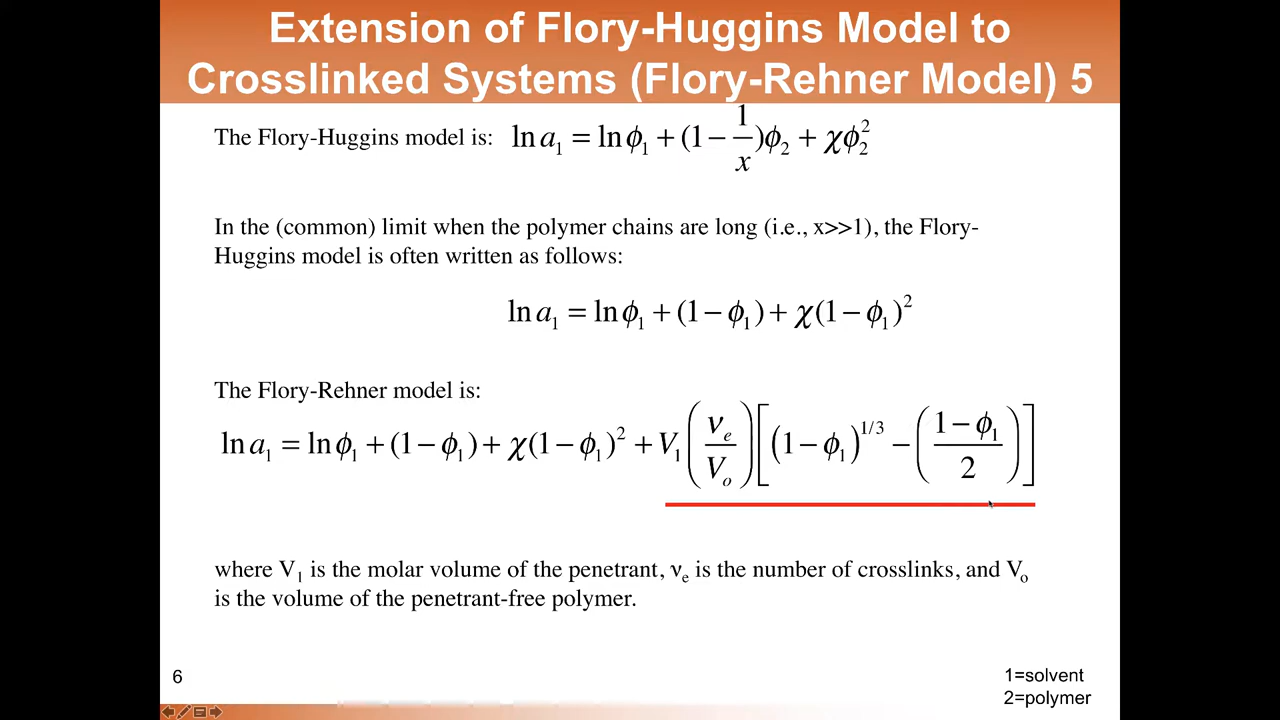 Extension of Flory-Huggins Model to
Crosslinked Systems (Flory-Rehner Model) 5
The Flory-Huggins model is: ln a₁ = ln ϕ₁ + (1 − 1/x)ϕ₂ + χϕ₂²
In the (common) limit when the polymer chains are long (i.e., x>>1), the Flory-
Huggins model is often written as follows:
ln a₁ = ln ϕ₁ + (1 − ϕ₁) + χ(1 − ϕ₁)²
The Flory-Rehner model is:
ln a₁ = ln ϕ₁ + (1 − ϕ₁) + χ(1 − ϕ₁)² + V₁(νₑ/Vₒ)[(1 − ϕ₁)^1/3 − ((1 − ϕ₁)/2)]
where V₁ is the molar volume of the penetrant, νₑ is the number of crosslinks, and Vₒ
is the volume of the penetrant-free polymer.
6
1=solvent
2=polymer